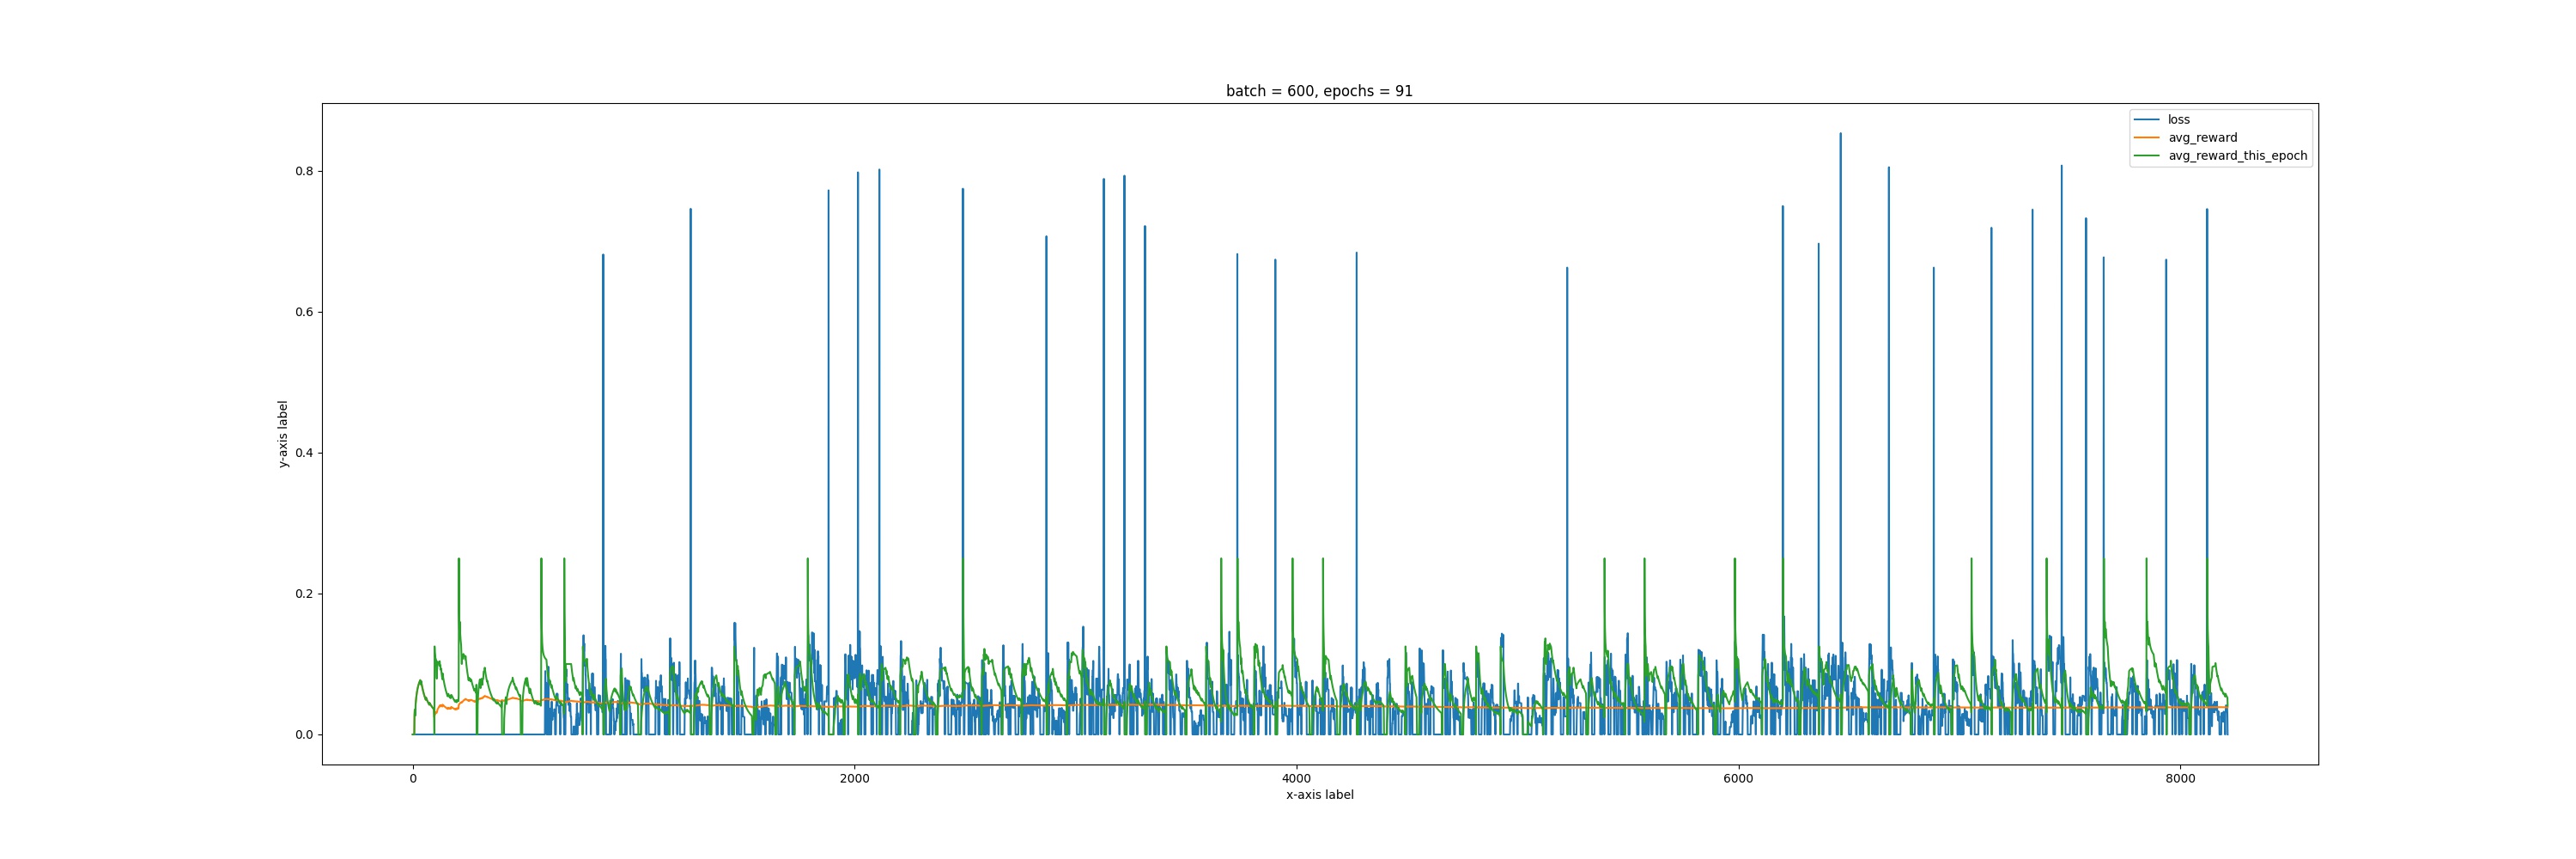 batch = 600, epochs = 91
loss
avg_reward
avg_reward_this_epoch
0.8
0.6
0.4
0.2
0.0
y-axis label
0 2000 4000 6000 8000
x-axis label